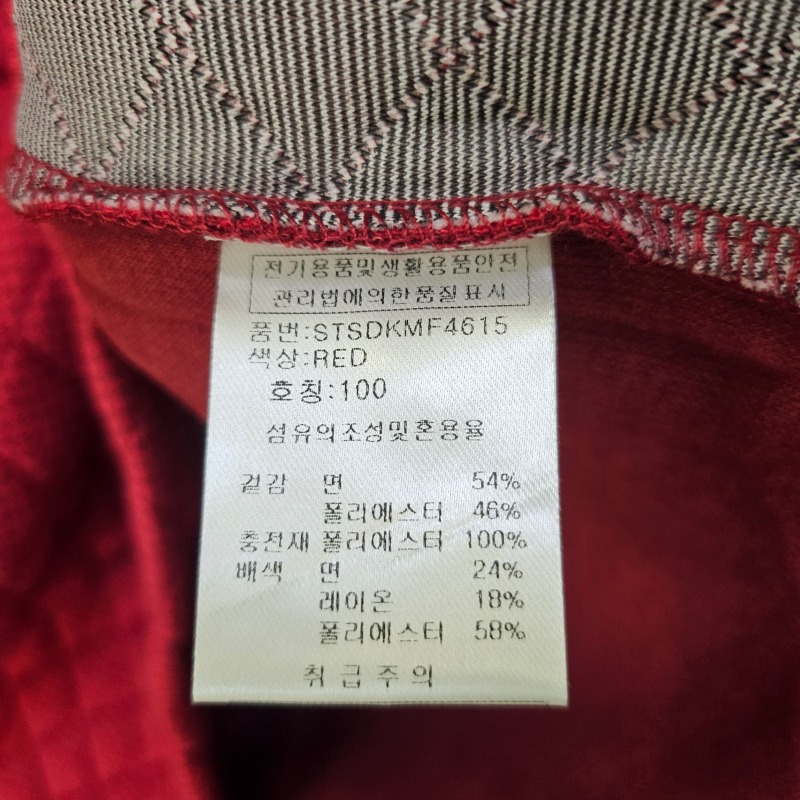 전기용품및생활용품안전
관리법에의한품질표시
품번:STSDKMF4615
색상:RED
호칭:100
섬유의조성및혼용율
겉감 면 54%
폴리에스터 46%
충전재 폴리에스터 100%
배색 면 24%
레이온 18%
폴리에스터 58%
취급주의